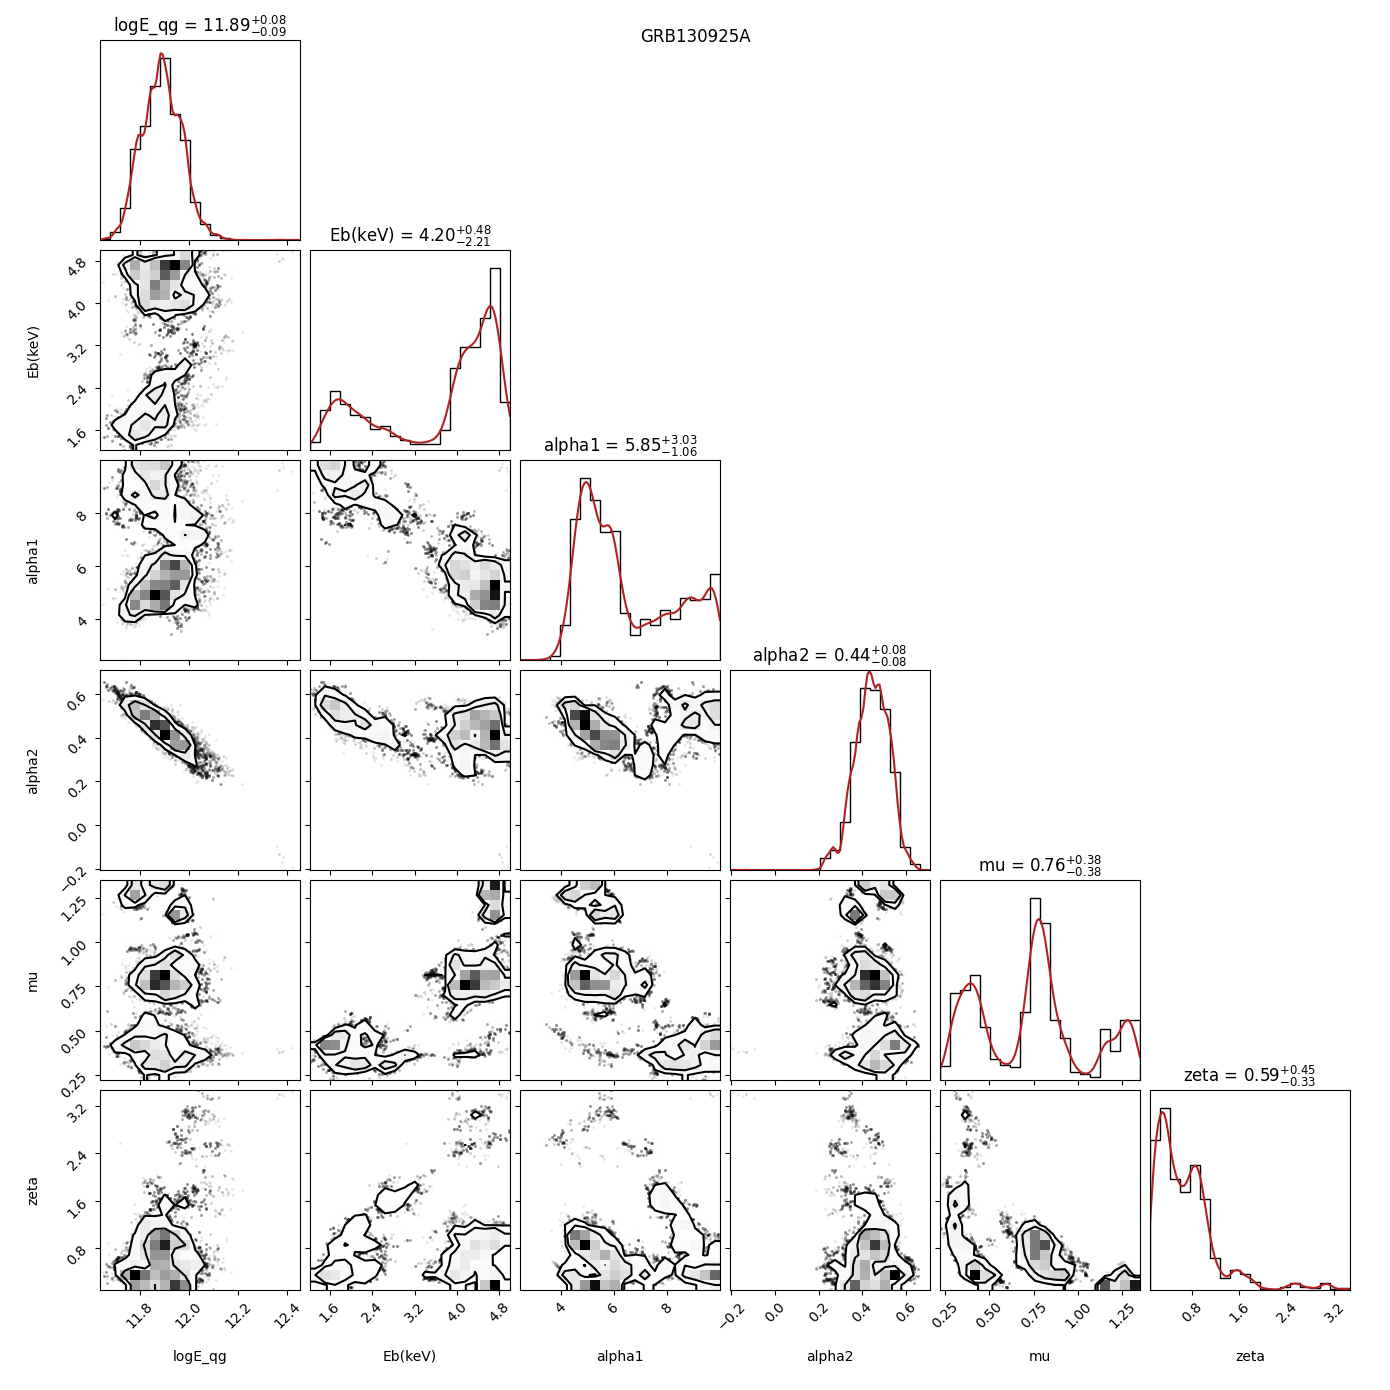 logE_qg = 11.89+0.08−0.09
GRB130925A
Eb(keV) = 4.20+0.48−2.21
4.8
4.0
3.2
2.4
1.6
Eb(keV)
alpha1 = 5.85+3.03−1.06
8
6
4
alpha1
alpha2 = 0.44+0.08−0.08
0.6
0.4
0.2
0.0
−0.2
alpha2
mu = 0.76+0.38−0.38
1.25
1.00
0.75
0.50
0.25
mu
zeta = 0.59+0.45−0.33
3.2
2.4
1.6
0.8
zeta
11.8 12.0 12.2 12.4 1.6 2.4 3.2 4.0 4.8 4 6 8 −0.2 0.0 0.2 0.4 0.6 0.25 0.50 0.75 1.00 1.25 0.8 1.6 2.4 3.2
logE_qg Eb(keV) alpha1 alpha2 mu zeta